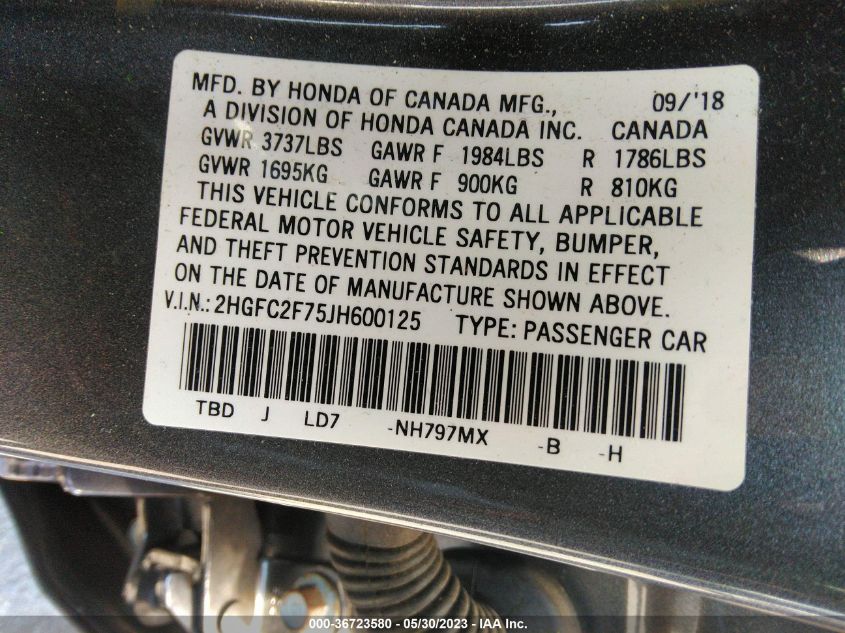 MFD. BY HONDA OF CANADA MFG., 09/'18
A DIVISION OF HONDA CANADA INC. CANADA
GVWR 3737LBS GAWR F 1984LBS R 1786LBS
GVWR 1695KG GAWR F 900KG R 810KG
THIS VEHICLE CONFORMS TO ALL APPLICABLE
FEDERAL MOTOR VEHICLE SAFETY, BUMPER,
AND THEFT PREVENTION STANDARDS IN EFFECT
ON THE DATE OF MANUFACTURE SHOWN ABOVE.
V.I.N.: 2HGFC2F75JH600125 TYPE: PASSENGER CAR
TBD J LD7 -NH797MX -B -H
000-36723580 - 05/30/2023 - IAA Inc.